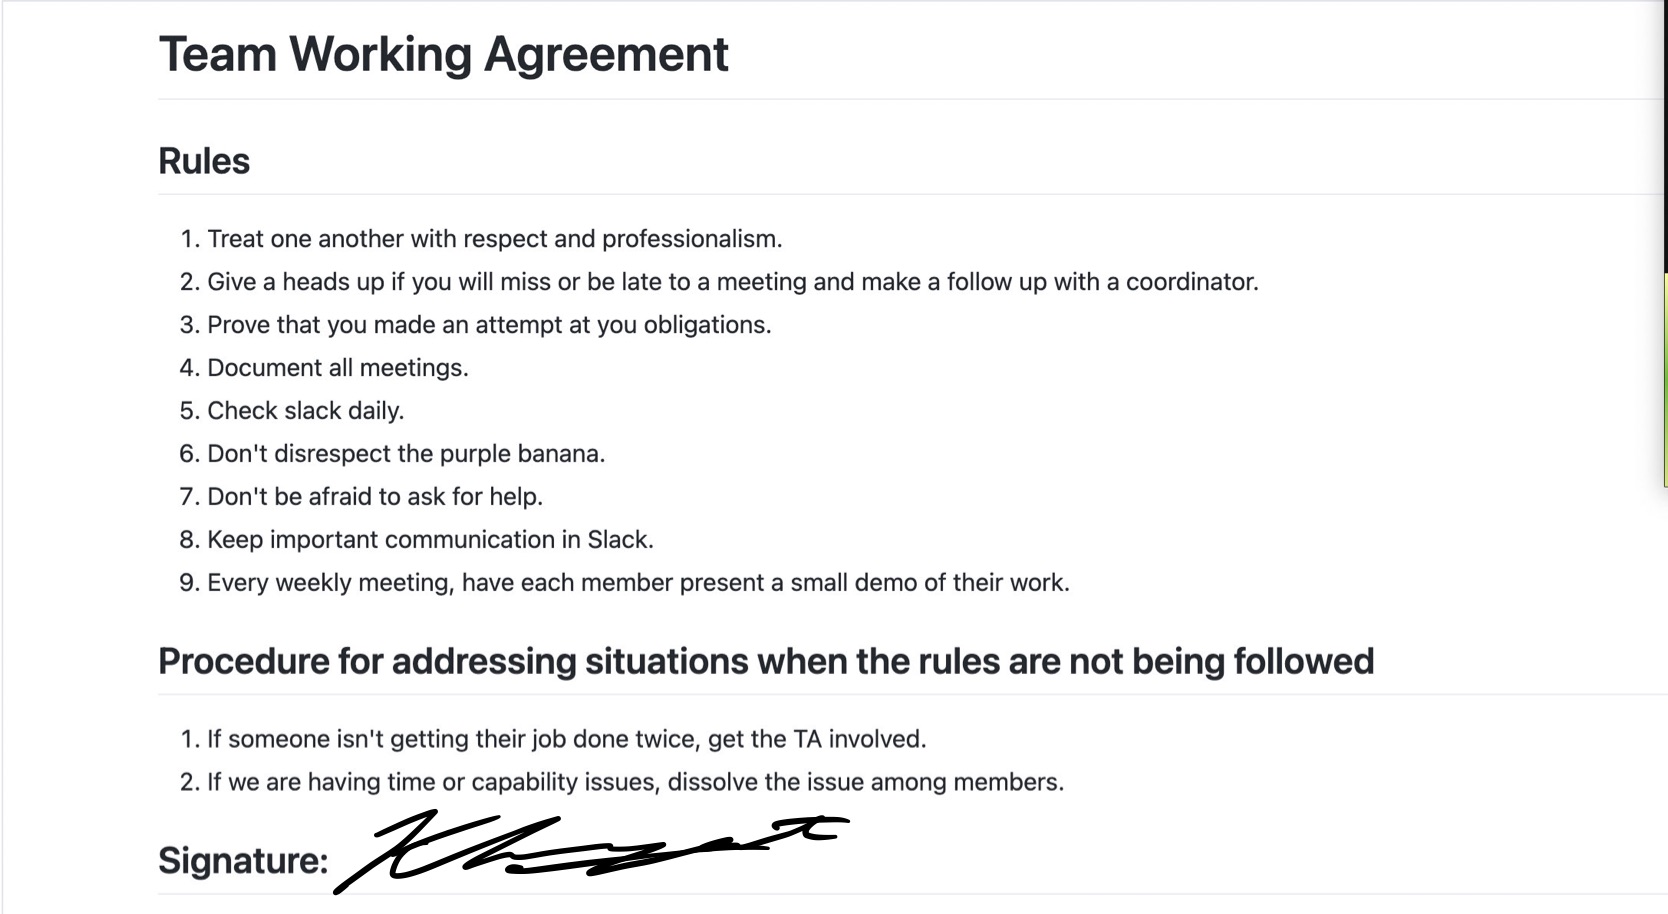 Team Working Agreement
Rules
1. Treat one another with respect and professionalism.
2. Give a heads up if you will miss or be late to a meeting and make a follow up with a coordinator.
3. Prove that you made an attempt at you obligations.
4. Document all meetings.
5. Check slack daily.
6. Don't disrespect the purple banana.
7. Don't be afraid to ask for help.
8. Keep important communication in Slack.
9. Every weekly meeting, have each member present a small demo of their work.
Procedure for addressing situations when the rules are not being followed
1. If someone isn't getting their job done twice, get the TA involved.
2. If we are having time or capability issues, dissolve the issue among members.
Signature: